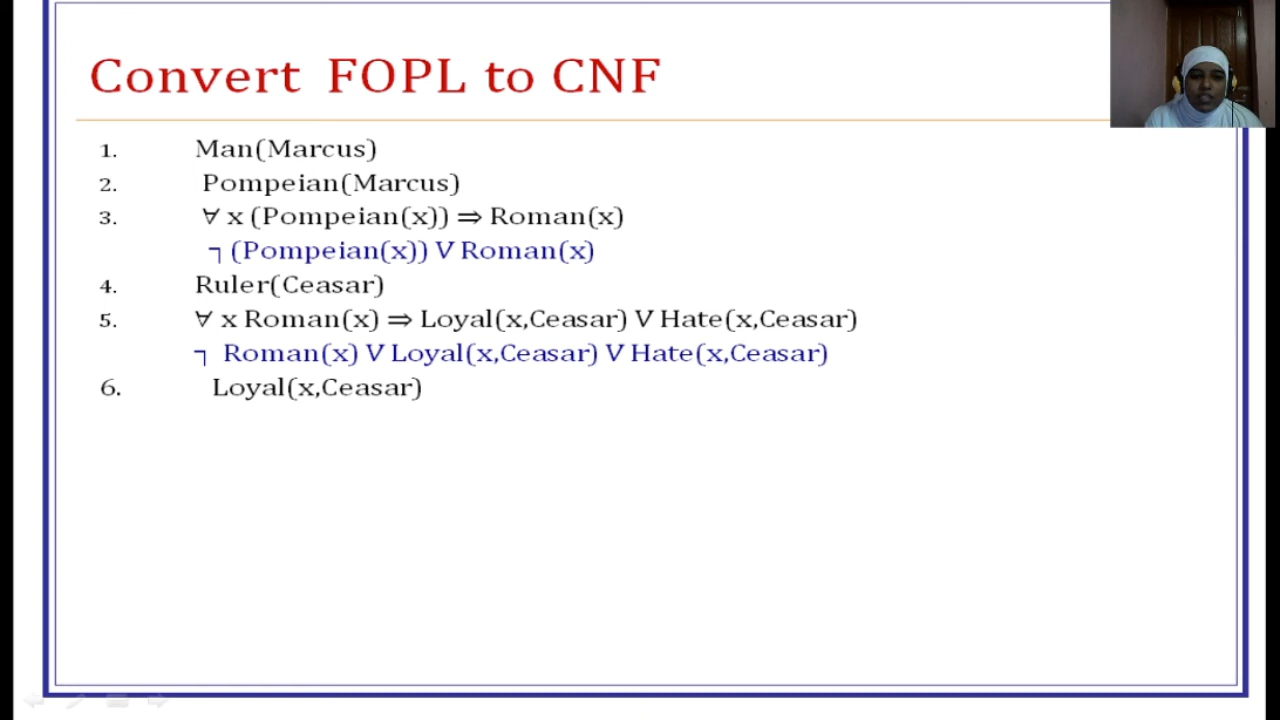 Convert FOPL to CNF
1. Man(Marcus)
2. Pompeian(Marcus)
3. ∀ x (Pompeian(x)) ⇒ Roman(x)
┐ (Pompeian(x)) V Roman(x)
4. Ruler(Ceasar)
5. ∀ x Roman(x) ⇒ Loyal(x,Ceasar) V Hate(x,Ceasar)
┐ Roman(x) V Loyal(x,Ceasar) V Hate(x,Ceasar)
6. Loyal(x,Ceasar)